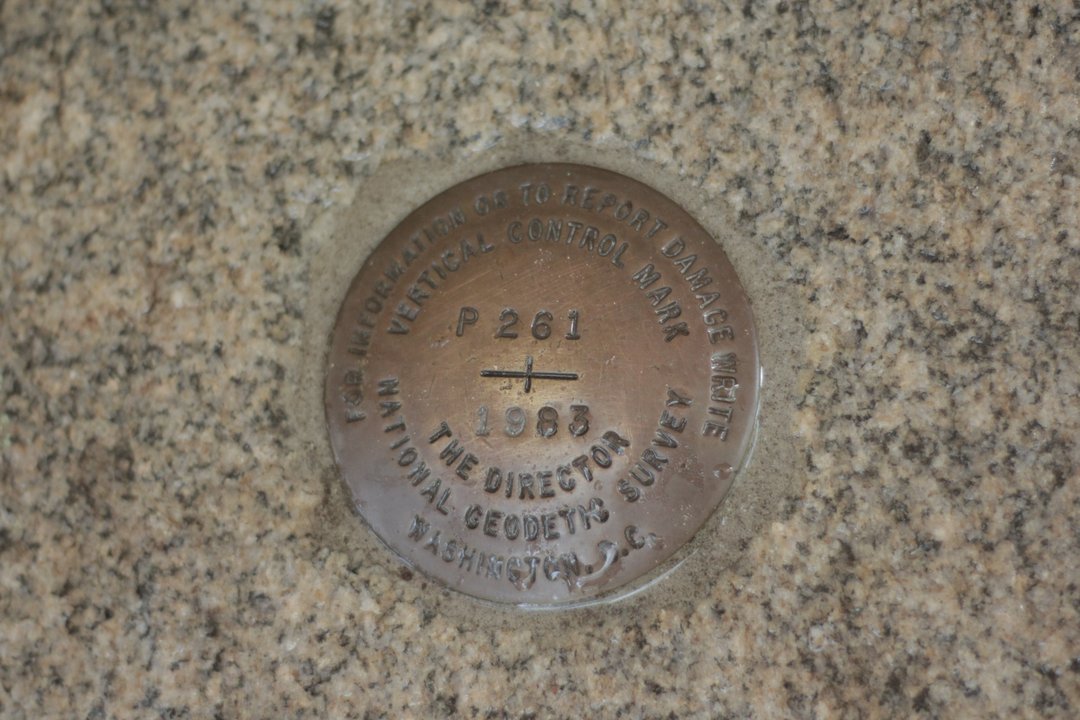 FOR INFORMATION OR TO REPORT DAMAGE WRITE
VERTICAL CONTROL MARK
P 261
1983
THE DIRECTOR
NATIONAL GEODETIC SURVEY
WASHINGTON, D.C.